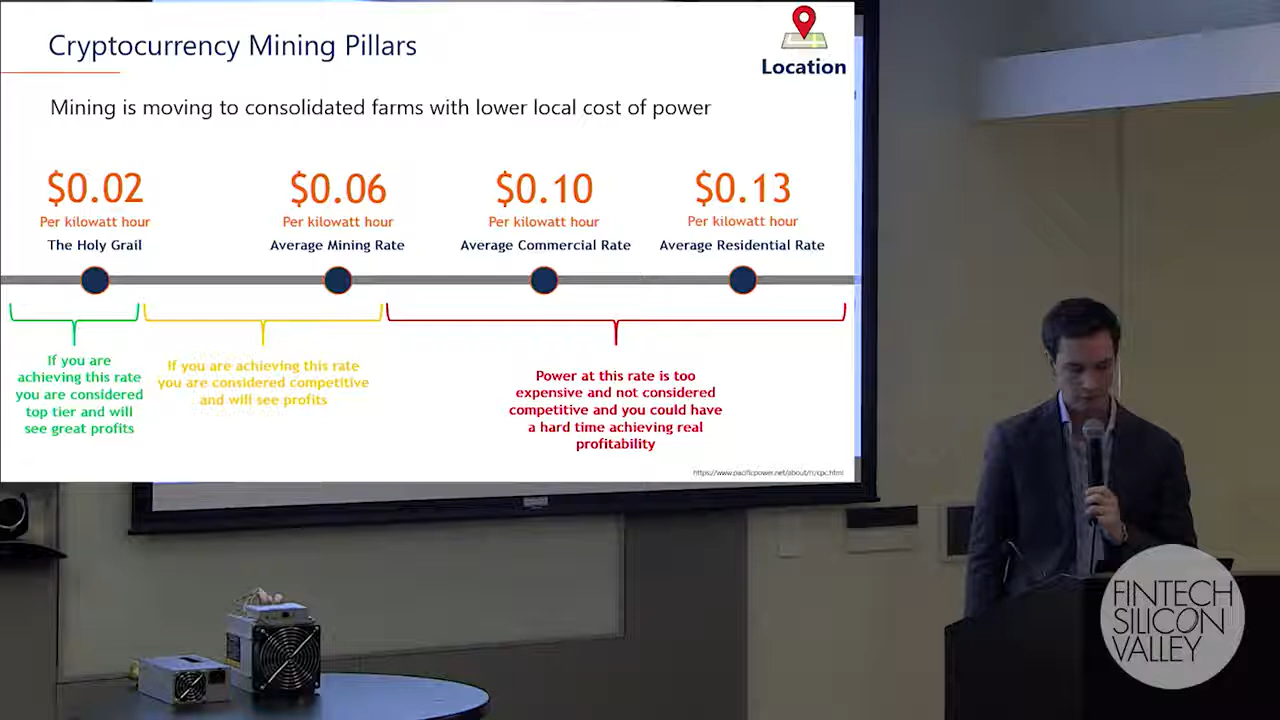 Cryptocurrency Mining Pillars
Location
Mining is moving to consolidated farms with lower local cost of power
$0.02
Per kilowatt hour
The Holy Grail
$0.06
Per kilowatt hour
Average Mining Rate
$0.10
Per kilowatt hour
Average Commercial Rate
$0.13
Per kilowatt hour
Average Residential Rate
If you are
achieving this rate
you are considered
top tier and will
see great profits
If you are achieving this rate
you are considered competitive
and will see profits
Power at this rate is too
expensive and not considered
competitive and you could have
a hard time achieving real
profitability
FINTECH
SILICON
VALLEY